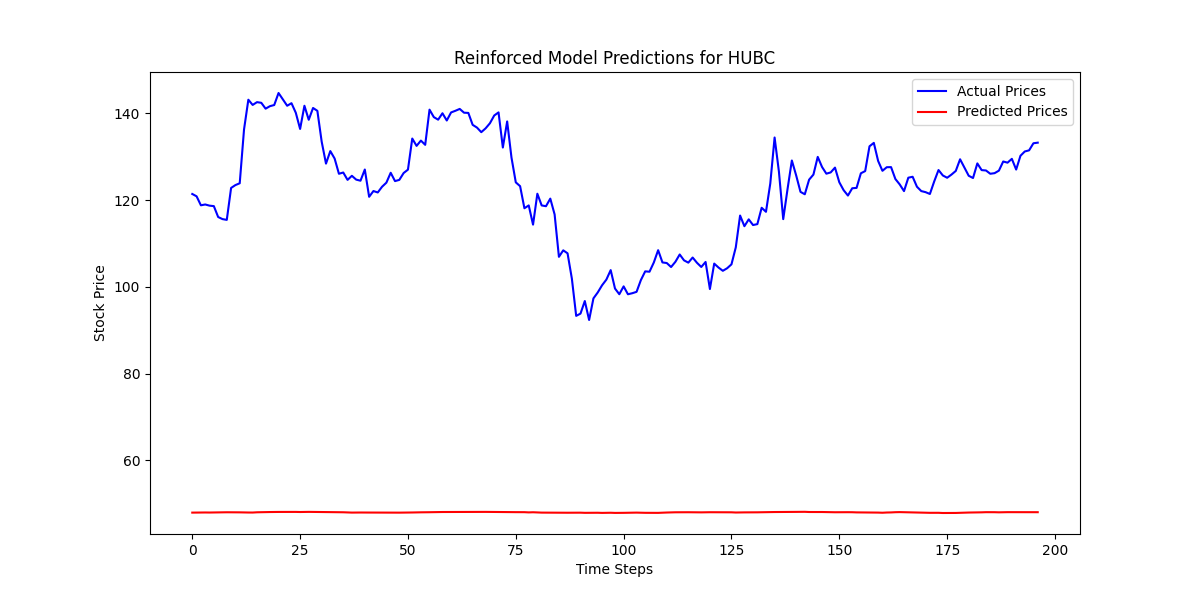 Reinforced Model Predictions for HUBC
Actual Prices
Predicted Prices
Stock Price
140
120
100
80
60
0 25 50 75 100 125 150 175 200
Time Steps